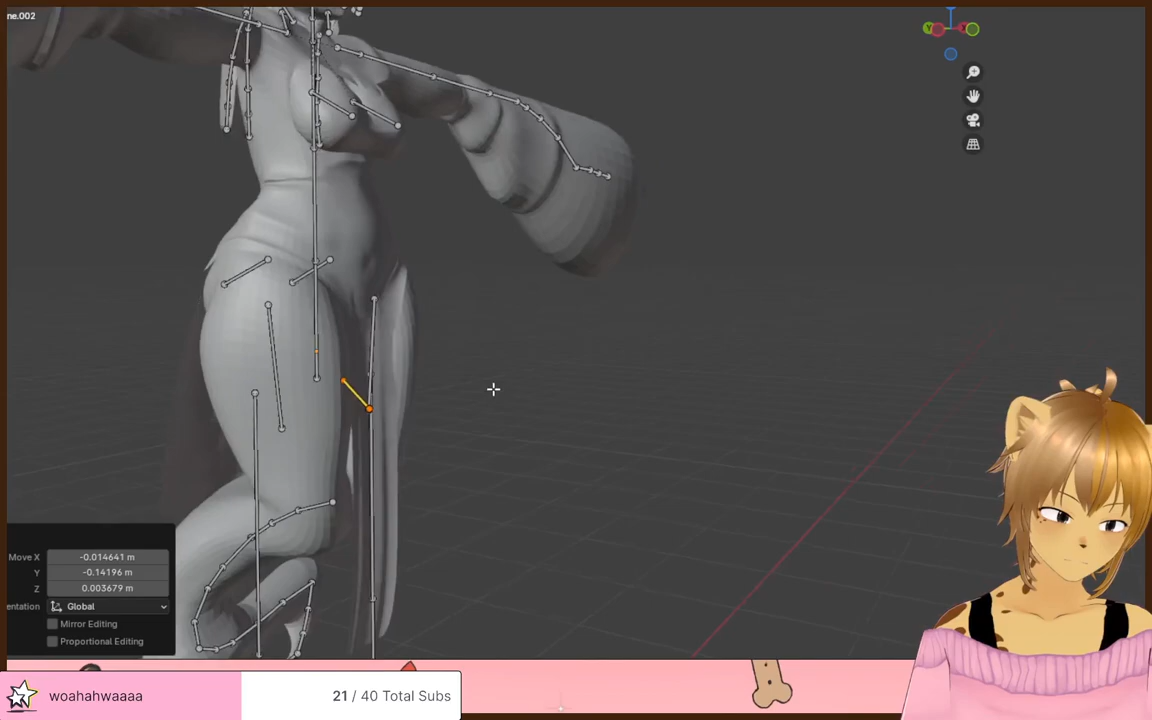 ne.002
Move X -0.014641 m
Y -0.14196 m
Z 0.003679 m
entation Global
Mirror Editing
Proportional Editing
woahahwaaaa 21 / 40 Total Subs